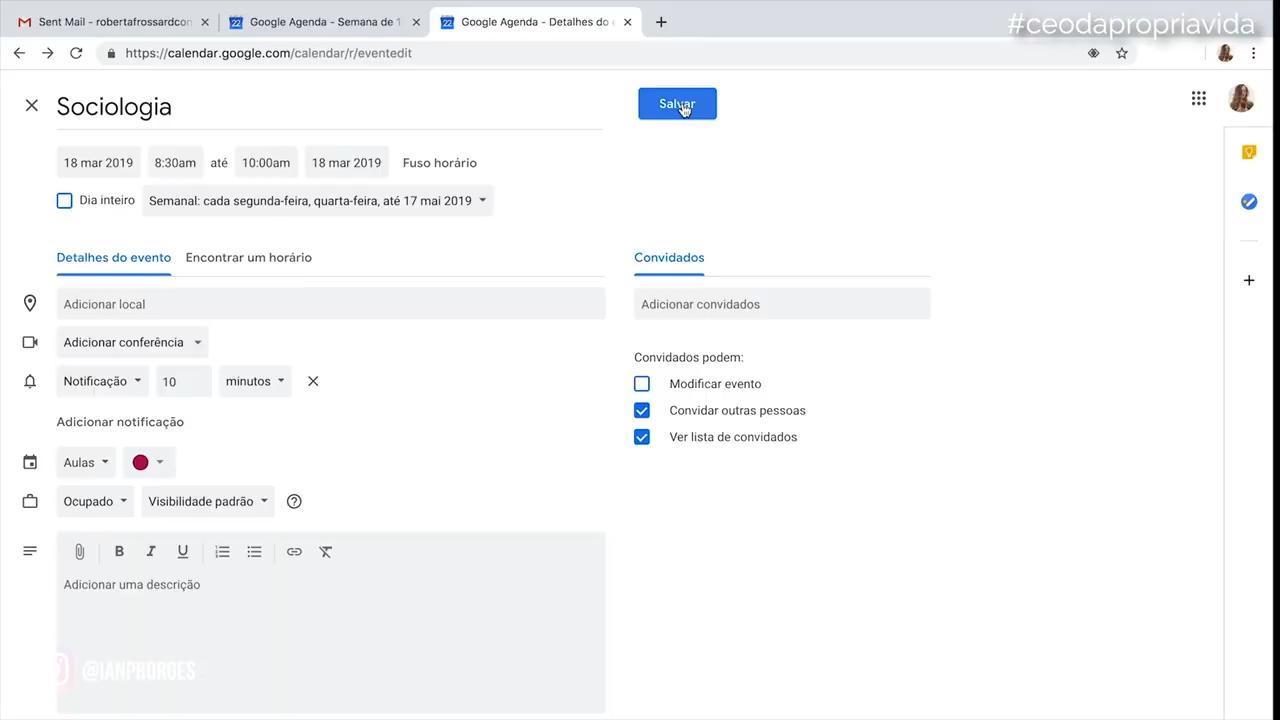 Sent Mail - robertafrossardcon
Google Agenda - Semana de 1
Google Agenda - Detalhes do
#ceodapropriavida
https://calendar.google.com/calendar/r/eventedit
Sociologia
Salvar
18 mar 2019 8:30am até 10:00am 18 mar 2019 Fuso horário
Dia inteiro Semanal: cada segunda-feira, quarta-feira, até 17 mai 2019
Detalhes do evento Encontrar um horário
Convidados
Adicionar local
Adicionar convidados
Adicionar conferência
Convidados podem:
Notificação 10 minutos
Modificar evento
Convidar outras pessoas
Adicionar notificação
Ver lista de convidados
Aulas
Ocupado Visibilidade padrão
B I U
Adicionar uma descrição
@IANPBORGES